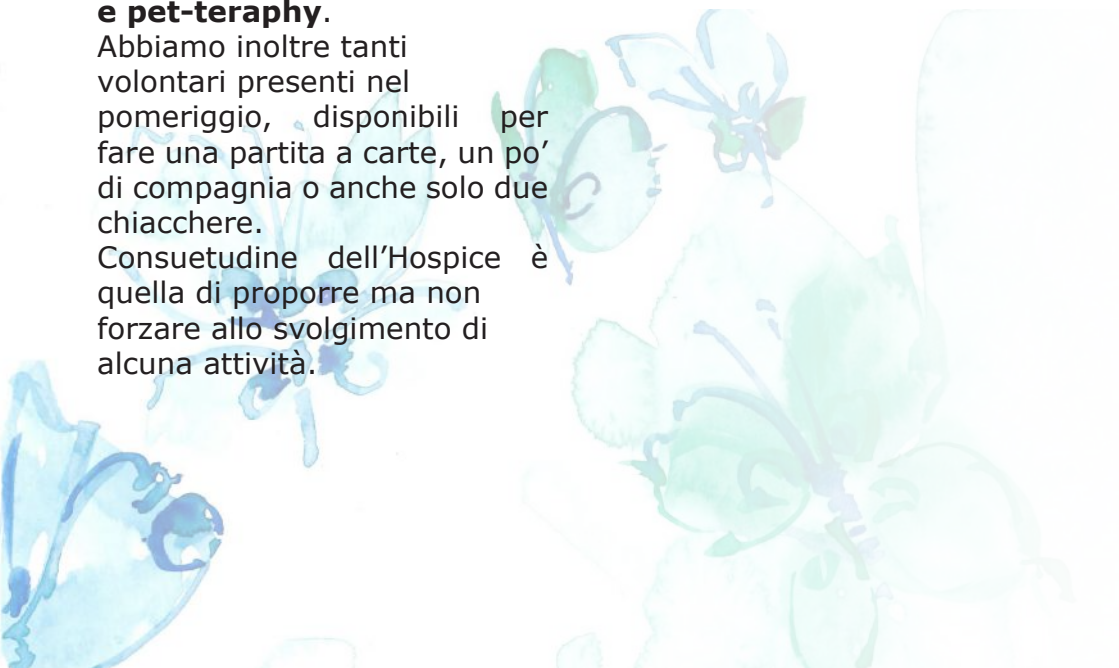 e pet-teraphy.
Abbiamo inoltre tanti
volontari presenti nel
pomeriggio, disponibili per
fare una partita a carte, un po’
di compagnia o anche solo due
chiacchere.
Consuetudine dell’Hospice è
quella di proporre ma non
forzare allo svolgimento di
alcuna attività.